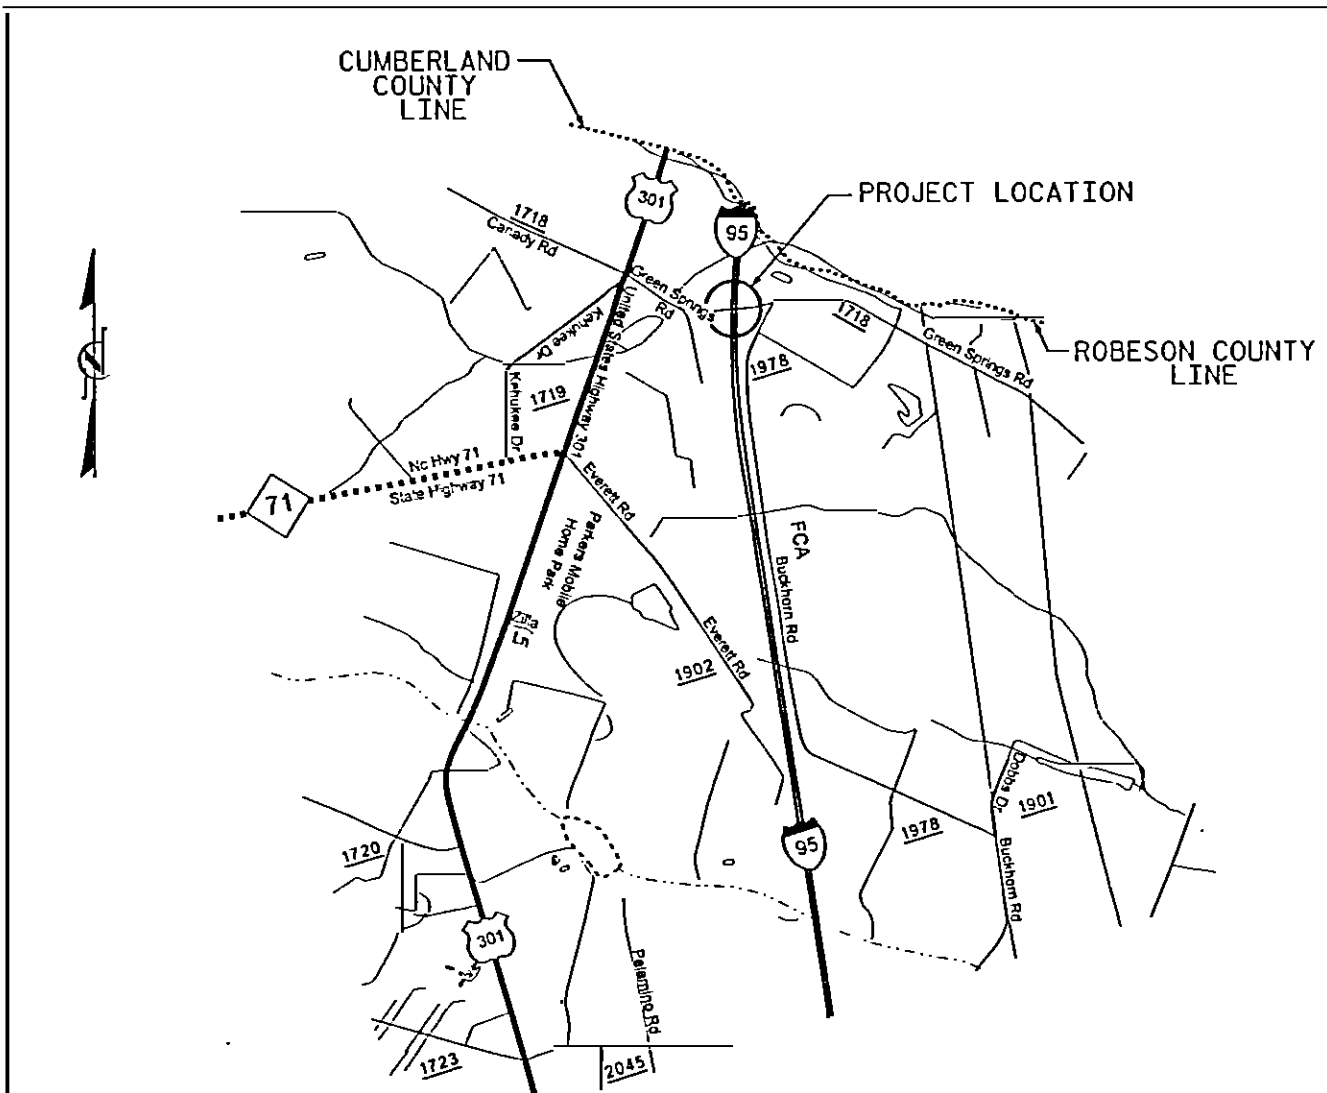 CUMBERLAND
COUNTY
LINE
301
PROJECT LOCATION
1718
Canady Rd
95
Green Springs
Rd
1718
Green Springs Rd
ROBESON COUNTY
LINE
Kehukee Dr
United States Highway 301
1978
1719
Kehukee Dr
Nc Hwy 71
State Highway 71
71
Everett Rd
Parkers Mobile
Home Park
FCA
Buckhorn Rd
Everett Rd
1902
Dobbs Dr
1901
1978
95
1720
Buckhorn Rd
301
Palamino Rd
1723
2045